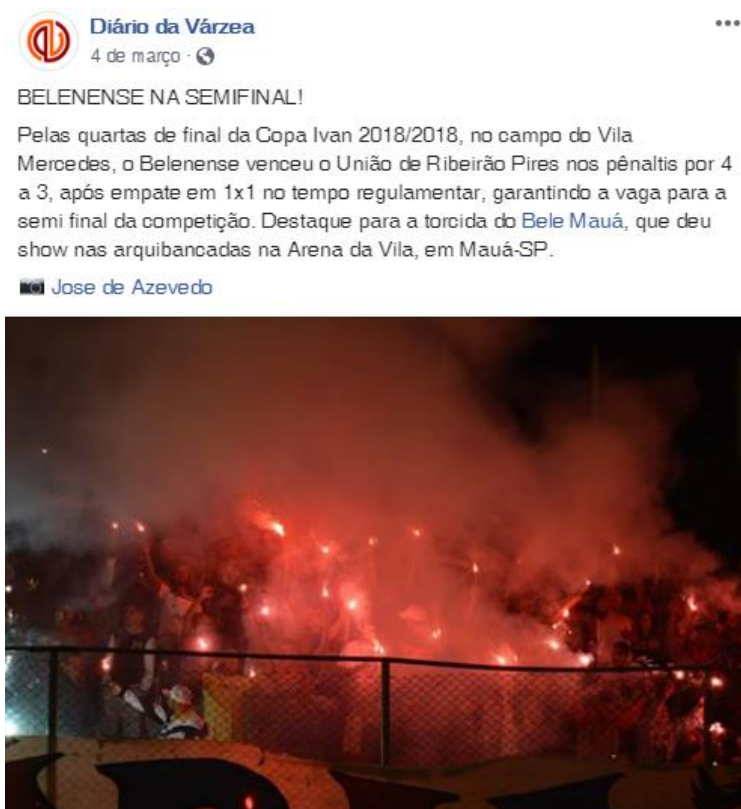 Diário da Várzea
4 de março ·
BELENENSE NA SEMIFINAL!
Pelas quartas de final da Copa Ivan 2018/2018, no campo do Vila
Mercedes, o Belenense venceu o União de Ribeirão Pires nos pênaltis por 4
a 3, após empate em 1x1 no tempo regulamentar, garantindo a vaga para a
semi final da competição. Destaque para a torcida do Bele Mauá, que deu
show nas arquibancadas na Arena da Vila, em Mauá-SP.
Jose de Azevedo